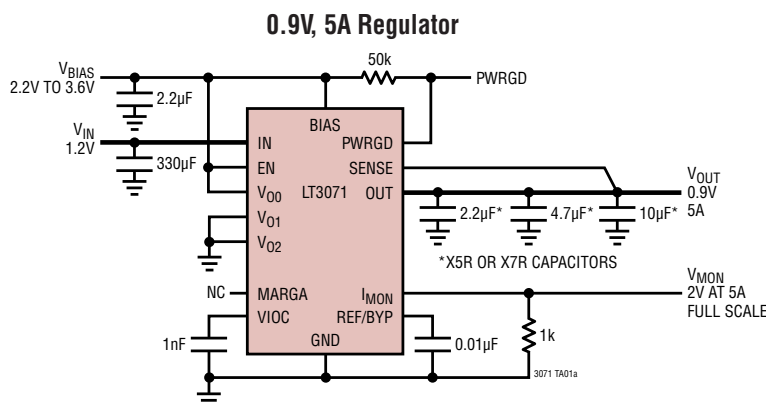 0.9V, 5A Regulator
50k
VBIAS
2.2V TO 3.6V
PWRGD
2.2µF
BIAS
VIN
1.2V
IN
PWRGD
330µF
EN
SENSE
VO0
LT3071
OUT
VOUT
0.9V
5A
VO1
2.2µF*
4.7µF*
10µF*
VO2
*X5R OR X7R CAPACITORS
NC
MARGA
IMON
VMON
2V AT 5A
FULL SCALE
VIOC
REF/BYP
1nF
GND
0.01µF
1k
3071 TA01a